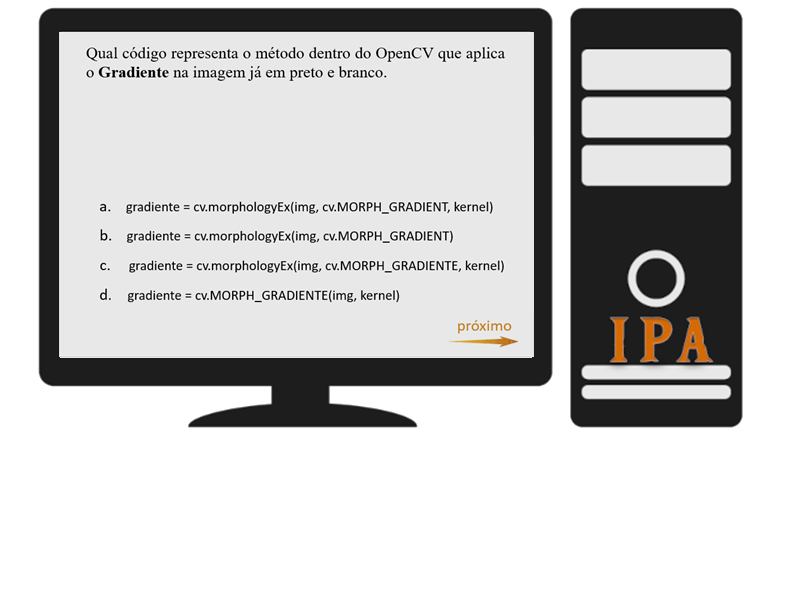 Qual código representa o método dentro do OpenCV que aplica
o Gradiente na imagem já em preto e branco.
a. gradiente = cv.morphologyEx(img, cv.MORPH_GRADIENT, kernel)
b. gradiente = cv.morphologyEx(img, cv.MORPH_GRADIENT)
c. gradiente = cv.morphologyEx(img, cv.MORPH_GRADIENTE, kernel)
d. gradiente = cv.MORPH_GRADIENTE(img, kernel)
próximo
IPA